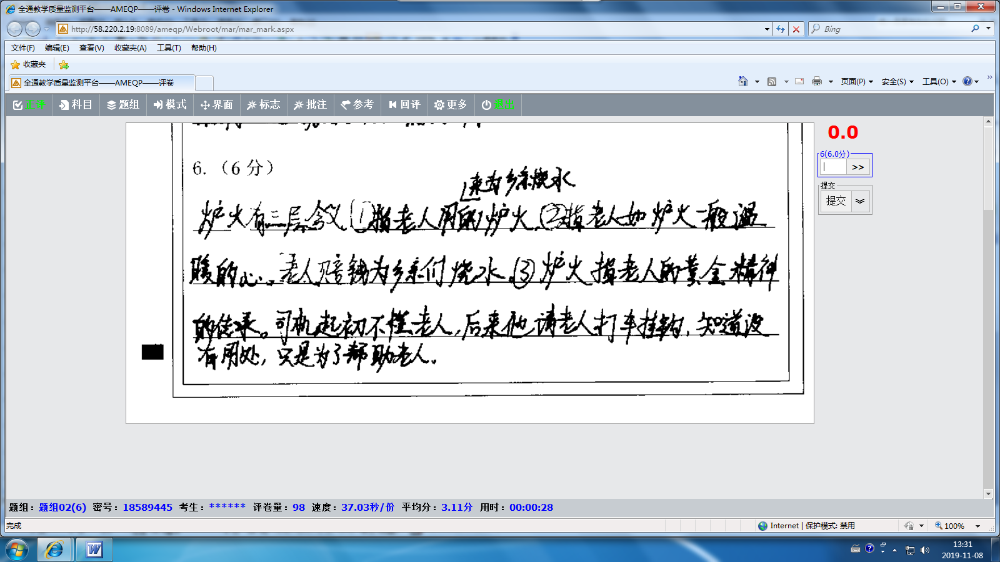 全通教学质量监测平台——AMEQP——评卷 - Windows Internet Explorer
http://58.220.2.19:8089/ameqp/Webroot/mar/mar_mark.aspx
Bing
文件(F) 编辑(E) 查看(V) 收藏夹(A) 工具(T) 帮助(H)
收藏夹
全通教学质量监测平台——AMEQP——评卷
页面(P) 安全(S) 工具(O)
正评 科目 题组 模式 界面 标志 批注 参考 回评 更多 退出
0.0
6(6.0分)
>>
提交
提交
6. （6 分）
来为乡亲烧水
炉火有三层含义①指老人用的炉火.②指老人如炉火一般温
暖的心、老人赔钱为乡亲们烧水.③炉火指老人的黄金精神
的传承。司机起初不懂老人,后来他请老人打车挂钩,知道没
有用处,只是为了帮助老人.
题组：题组02(6) 密号：18589445 考生：****** 评卷量：98 速度：37.03秒/份 平均分：3.11分 用时：00:00:28
完成
Internet | 保护模式: 禁用
100%
13:31
2019-11-08